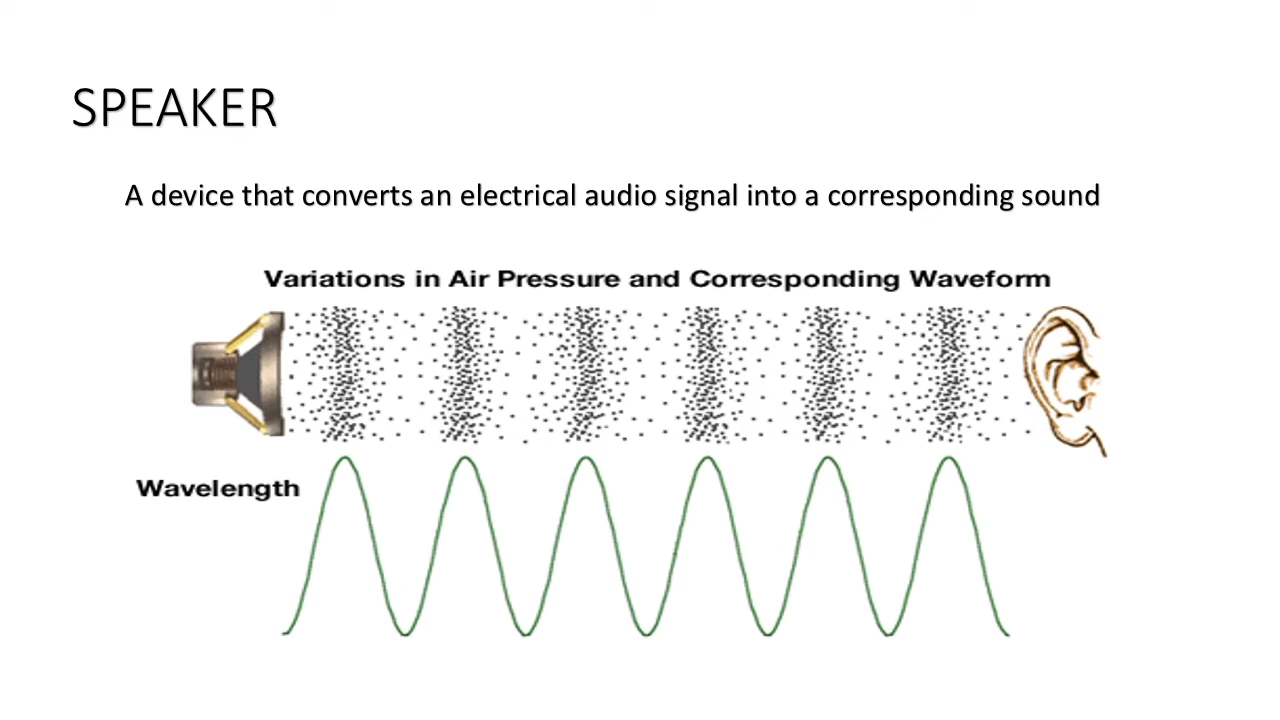 SPEAKER
A device that converts an electrical audio signal into a corresponding sound
Variations in Air Pressure and Corresponding Waveform
Wavelength